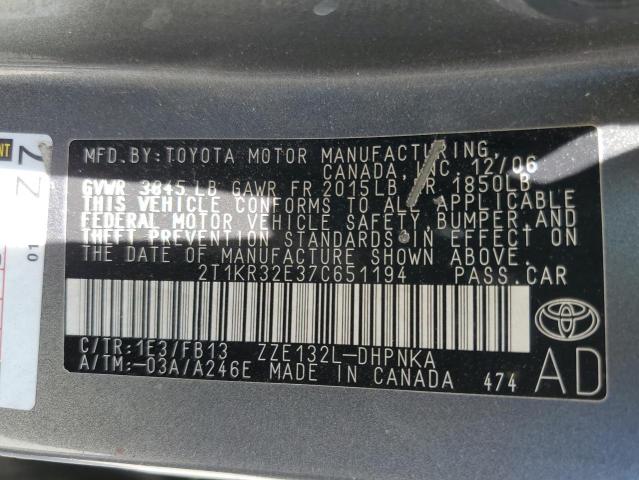 MFD. BY: TOYOTA MOTOR MANUFACTURING
CANADA, INC. 12/06
GVWR 3845 LB GAWR FR 2015LB RR 1850LB
THIS VEHICLE CONFORMS TO ALL APPLICABLE
FEDERAL MOTOR VEHICLE SAFETY, BUMPER, AND
THEFT PREVENTION STANDARDS IN EFFECT ON
THE DATE OF MANUFACTURE SHOWN ABOVE.
2T1KR32E37C651194 PASS. CAR
C/TR: 1E3/FB13 ZZE132L-DHPNKA
A/TM: -03A/A246E MADE IN CANADA 474
TOYOTA
AD
7
01